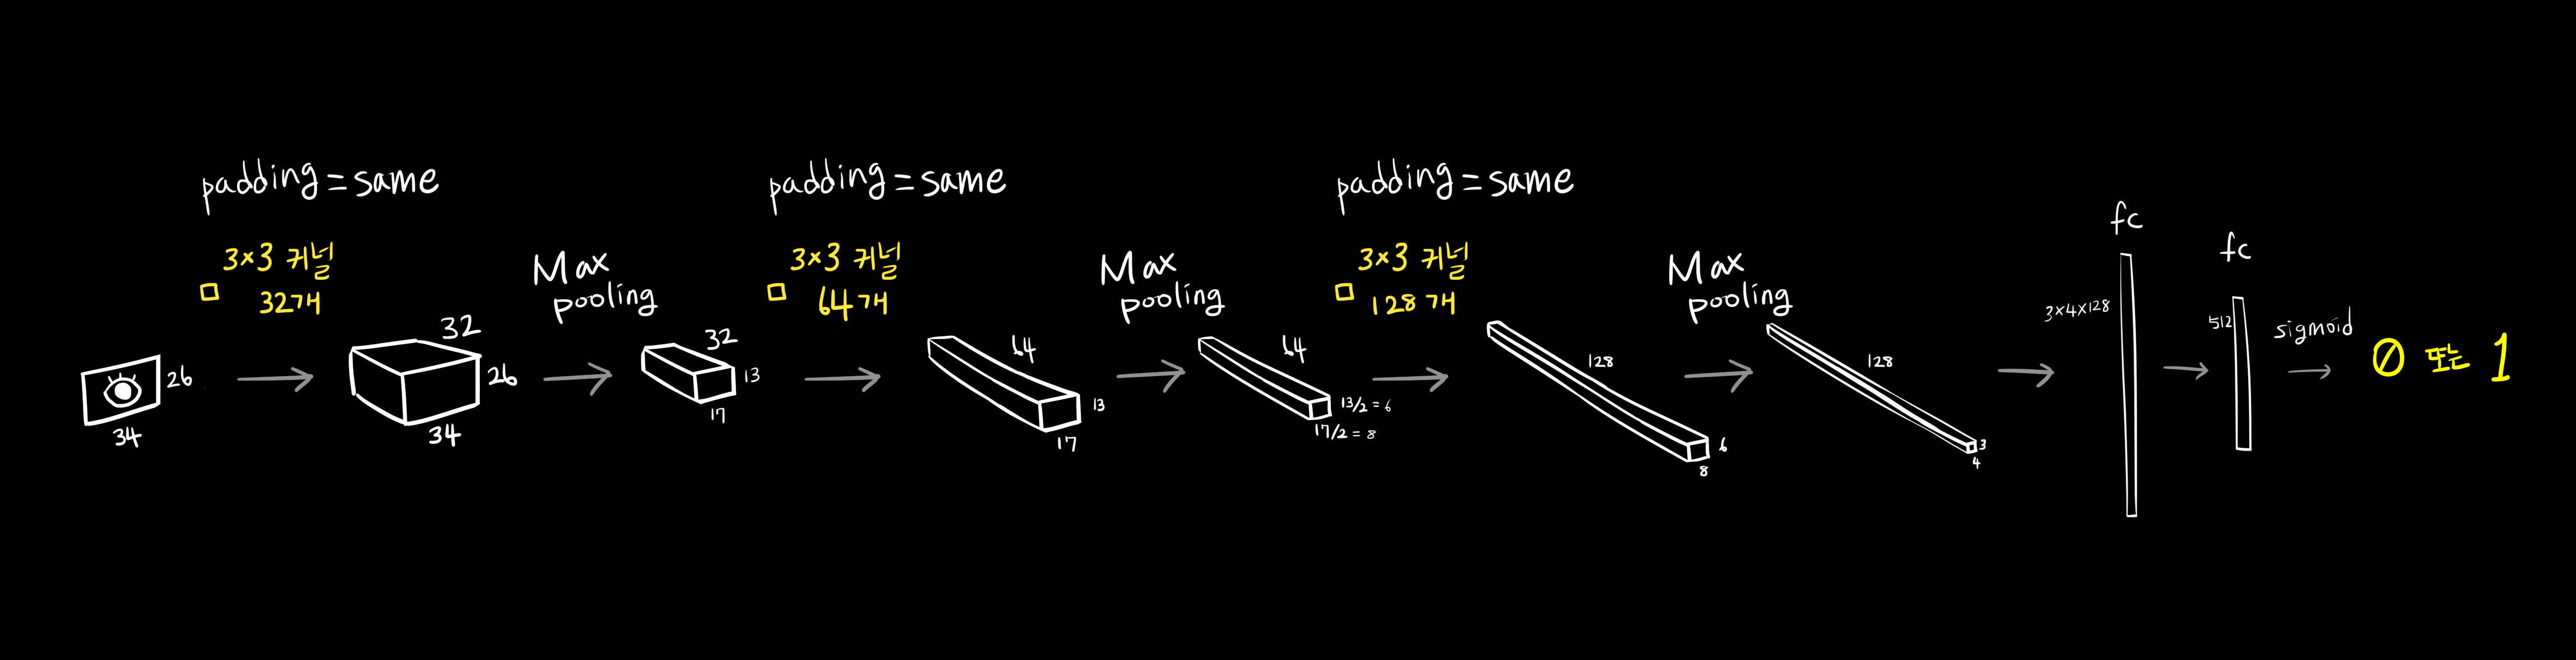 padding = same
3×3 커널
32개
26
34
32
26
34
Max
pooling
32
13
17
padding = same
3×3 커널
64개
64
13
17
Max
pooling
64
13/2 = 6
17/2 = 8
padding = same
3×3 커널
128개
128
6
8
Max
pooling
128
3
4
fc
3×4×128
fc
512
sigmoid
0 또는 1